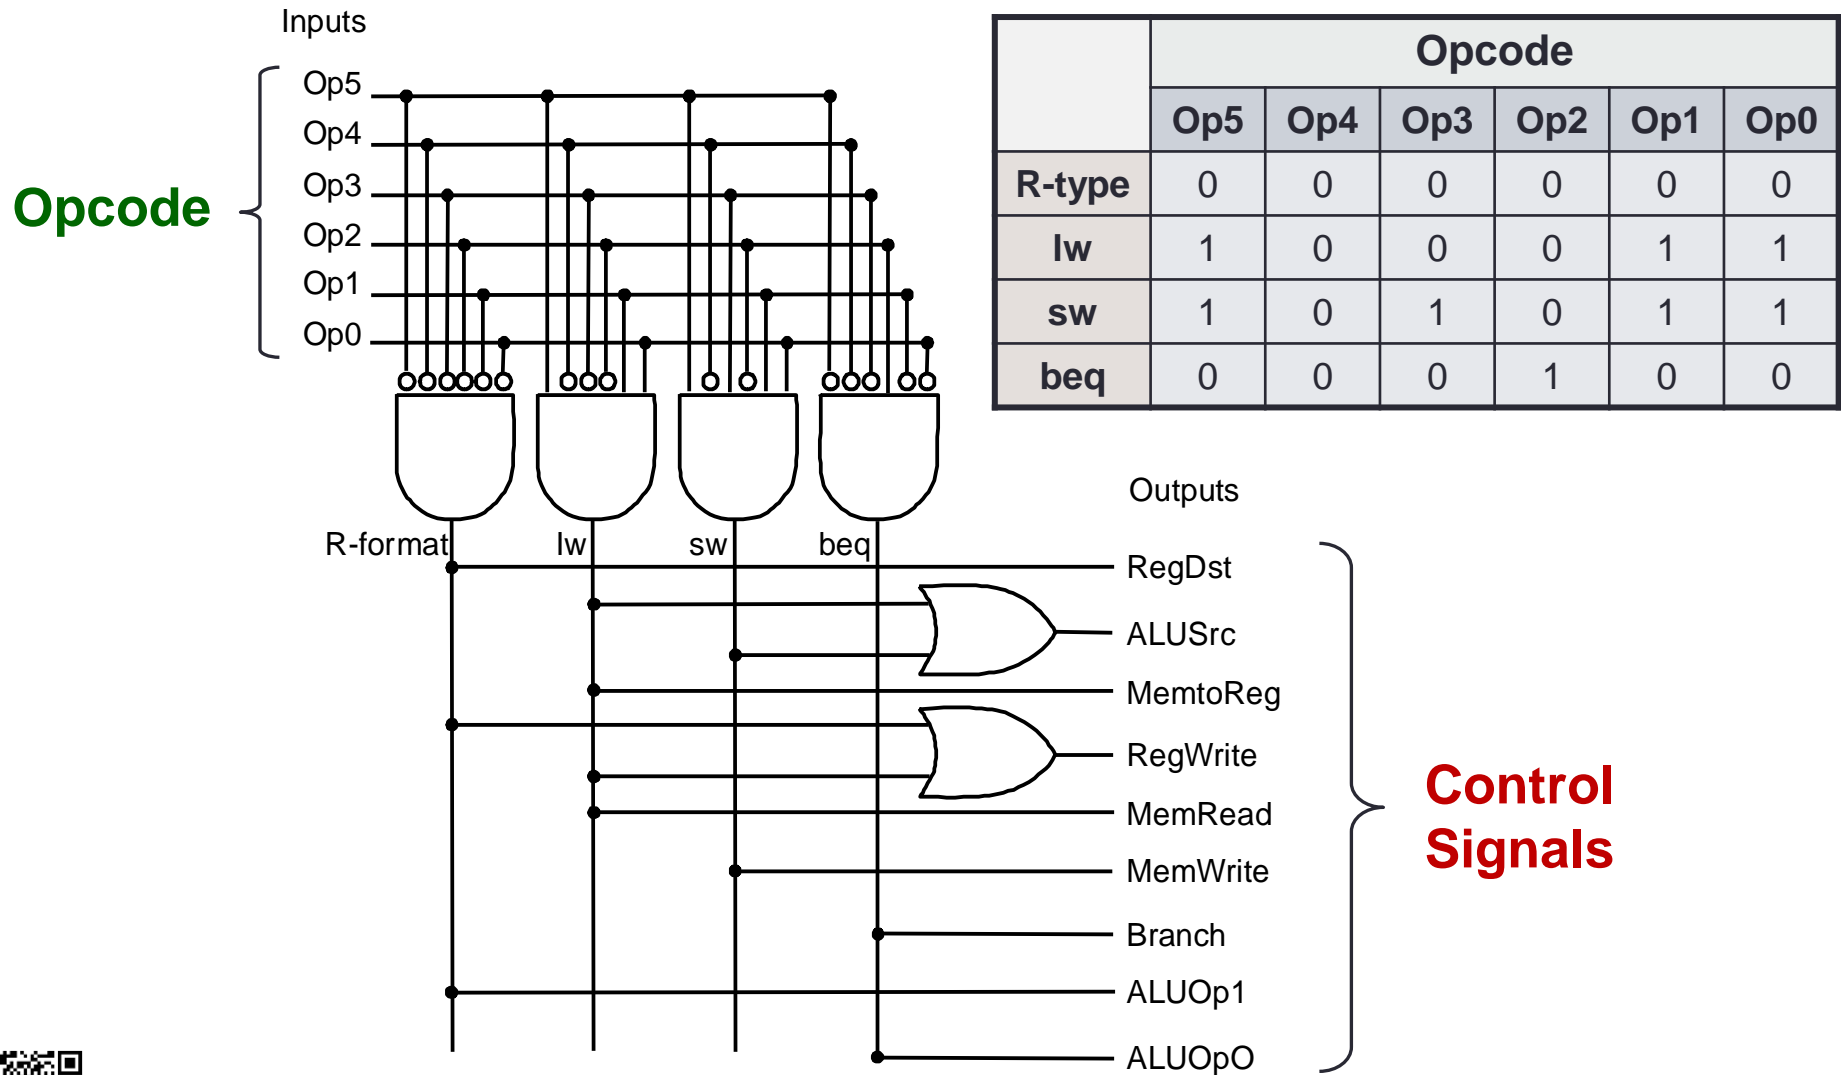 Inputs
Opcode
Op5
Op4
Op3
Op2
Op1
Op0
Opcode
Op5 Op4 Op3 Op2 Op1 Op0
R-type 0 0 0 0 0 0
lw 1 0 0 0 1 1
sw 1 0 1 0 1 1
beq 0 0 0 1 0 0
R-format lw sw beq
Outputs
RegDst
ALUSrc
MemtoReg
RegWrite
MemRead
MemWrite
Branch
ALUOp1
ALUOpO
Control
Signals